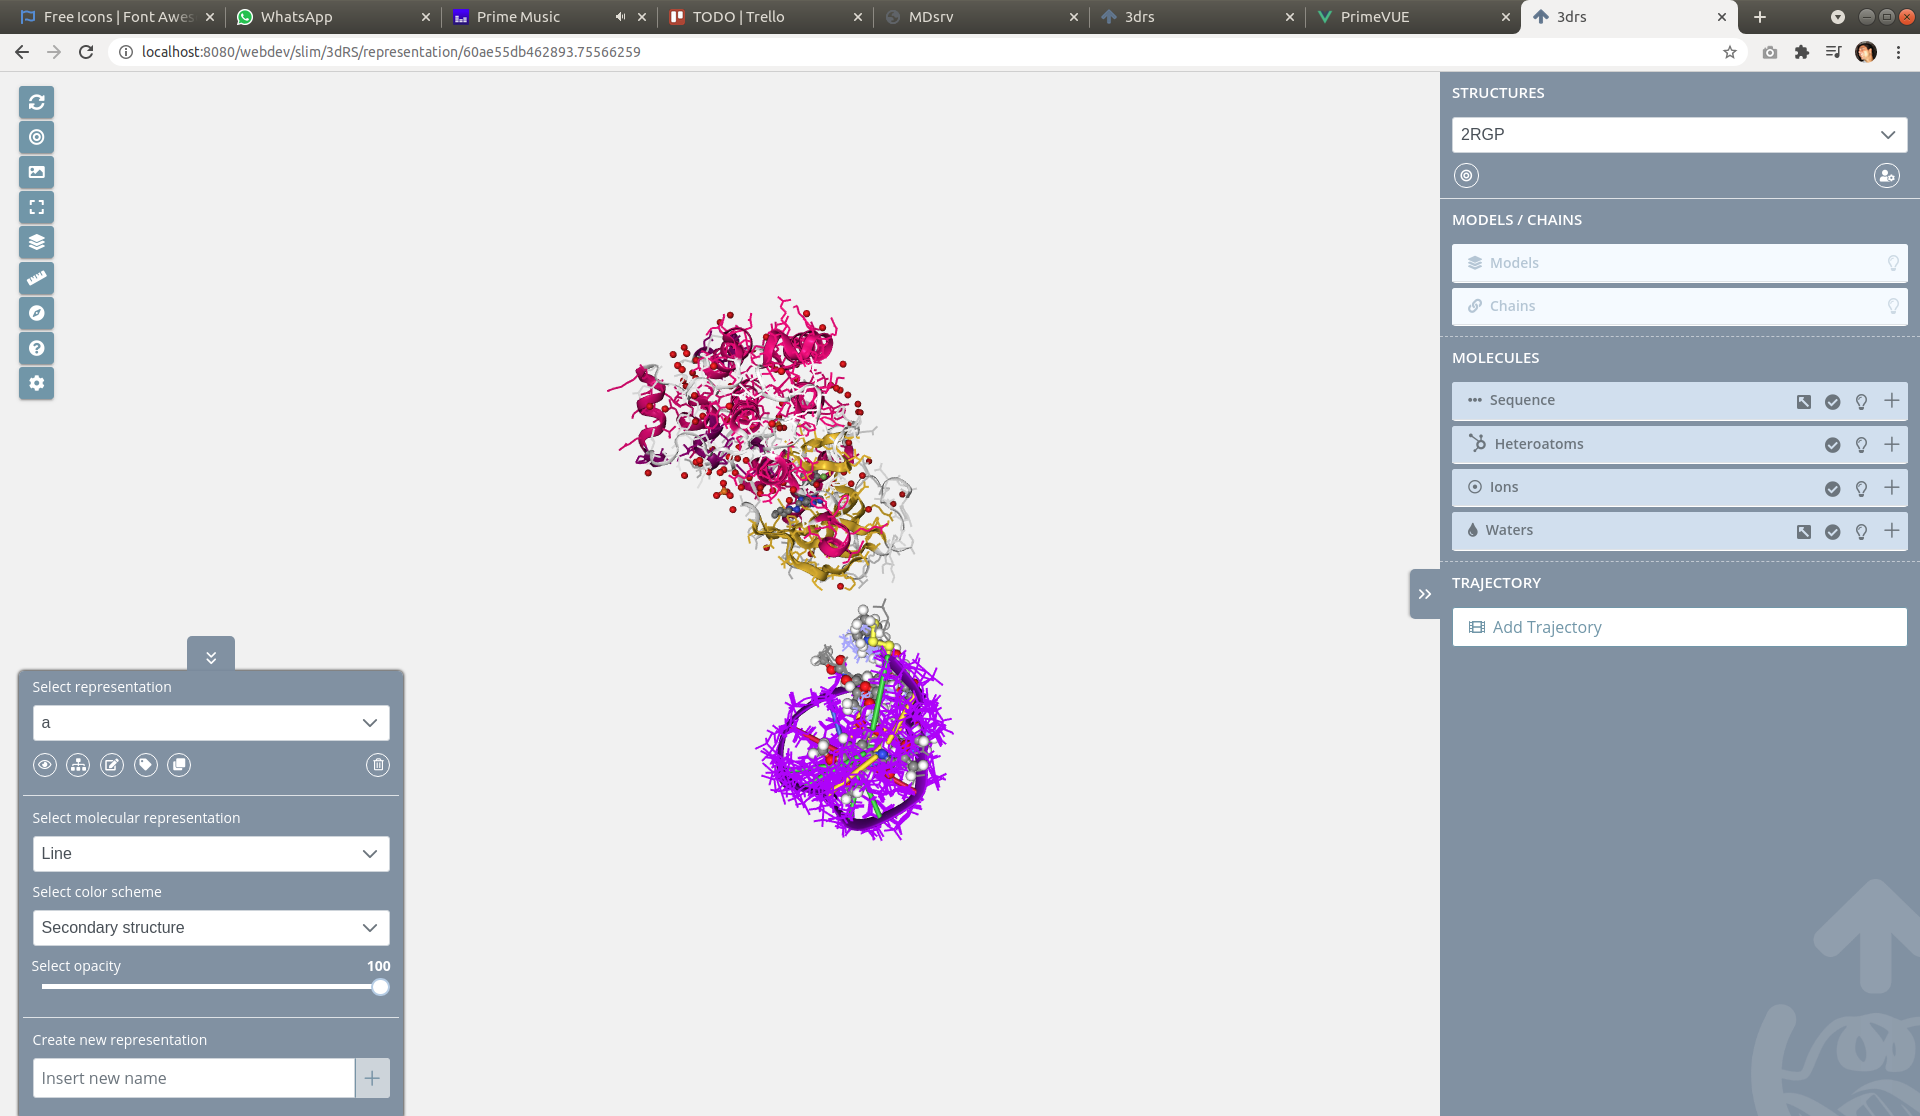 Free Icons | Font Awes
WhatsApp
Prime Music
TODO | Trello
MDsrv
3drs
PrimeVUE
3drs
localhost:8080/webdev/slim/3dRS/representation/60ae55db462893.75566259
STRUCTURES
2RGP
MODELS / CHAINS
Models
Chains
MOLECULES
Sequence
Heteroatoms
Ions
Waters
TRAJECTORY
Add Trajectory
Select representation
a
Select molecular representation
Line
Select color scheme
Secondary structure
Select opacity 100
Create new representation
Insert new name